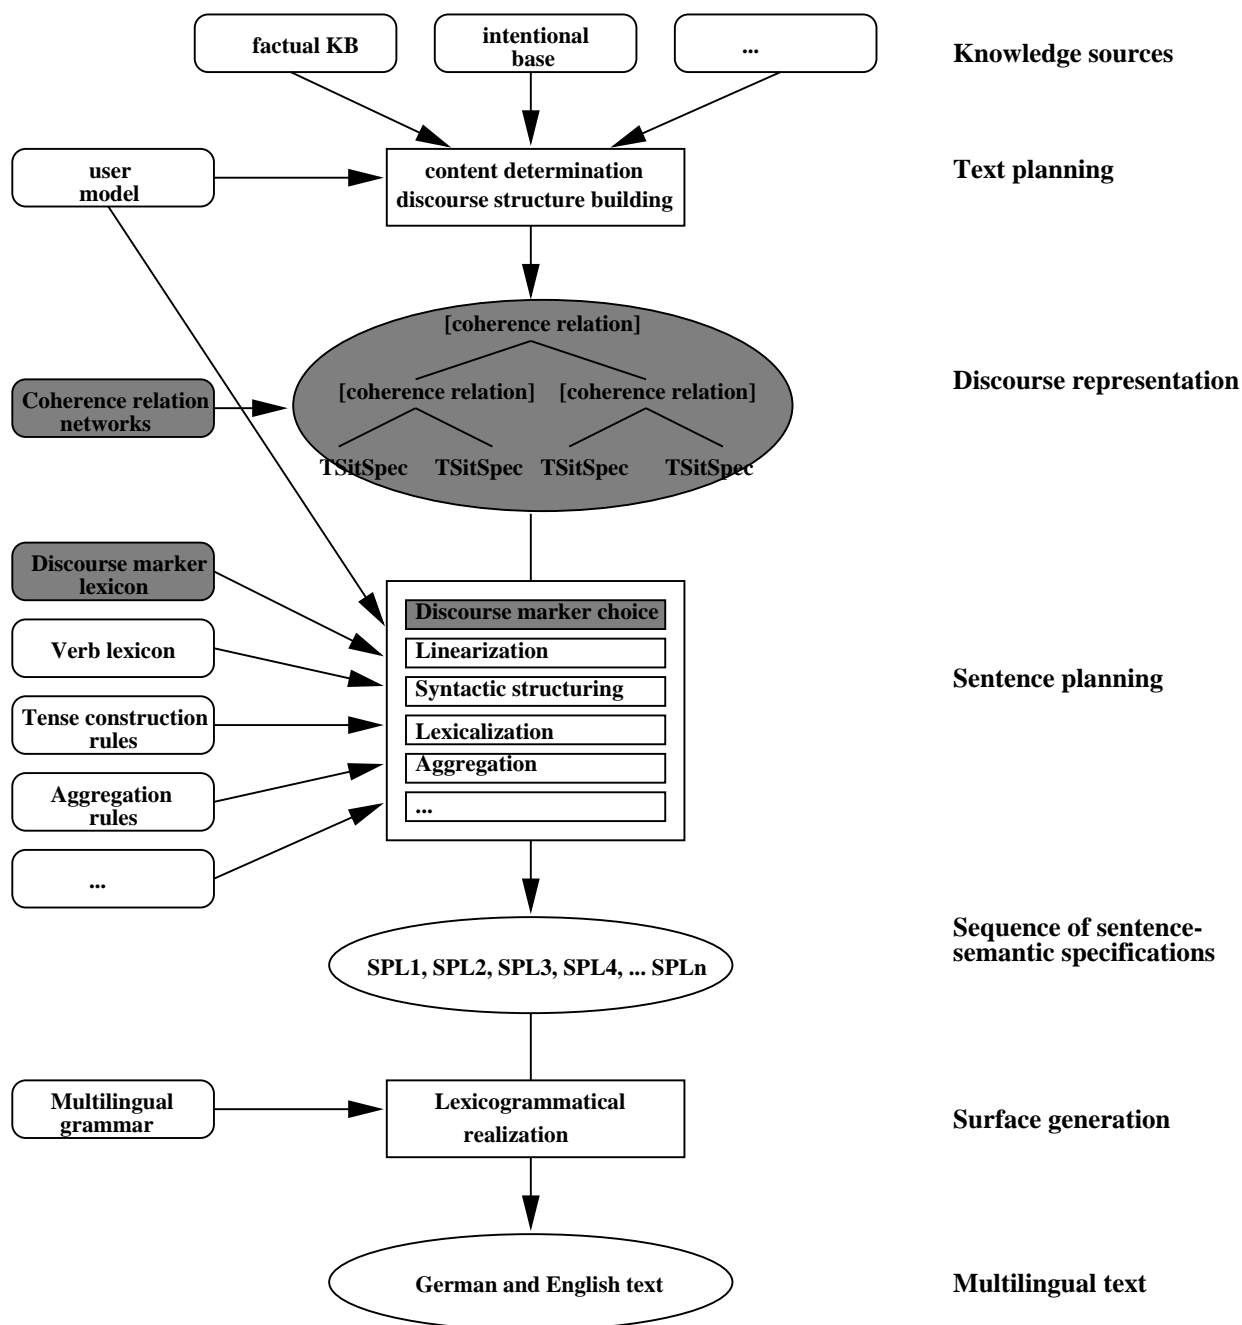 factual KB
intentional
base
...
Knowledge sources
user
model
content determination
discourse structure building
Text planning
[coherence relation]
[coherence relation] [coherence relation]
TSitSpec TSitSpec TSitSpec TSitSpec
Coherence relation
networks
Discourse representation
Discourse marker
lexicon
Verb lexicon
Tense construction
rules
Aggregation
rules
...
Discourse marker choice
Linearization
Syntactic structuring
Lexicalization
Aggregation
...
Sentence planning
SPL1, SPL2, SPL3, SPL4, ... SPLn
Sequence of sentence-
semantic specifications
Multilingual
grammar
Lexicogrammatical
realization
Surface generation
German and English text
Multilingual text